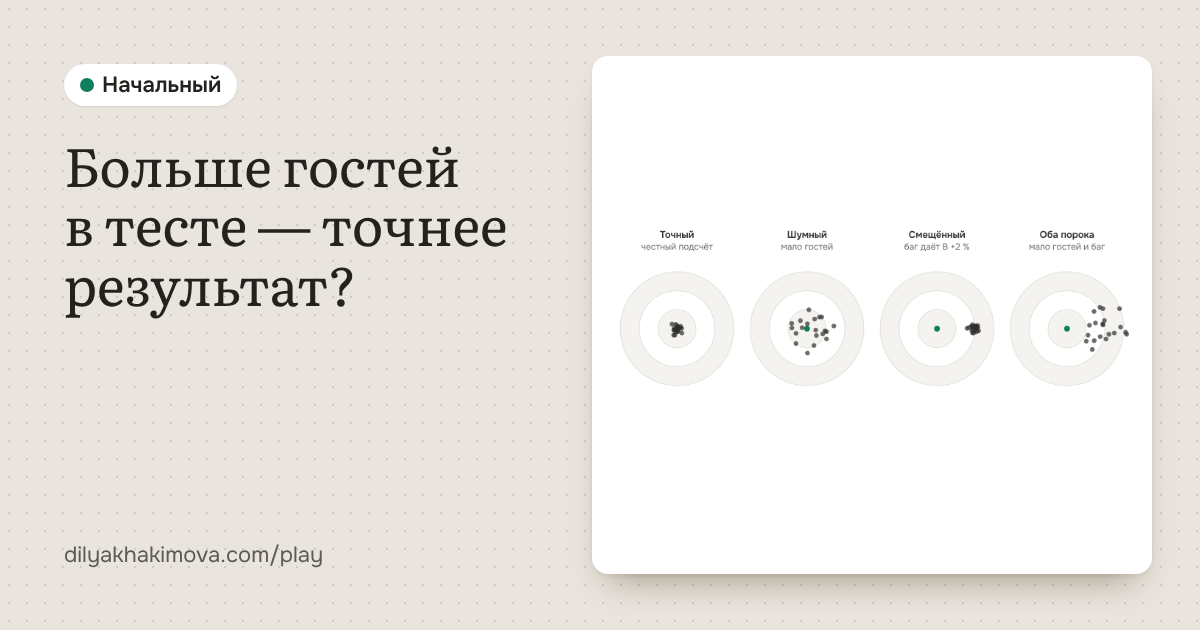 Начальный
Больше гостей
в тесте — точнее
результат?
dilyakhakimova.com/play
Точный
честный подсчёт
Шумный
мало гостей
Смещённый
баг даёт B +2 %
Оба порока
мало гостей и баг